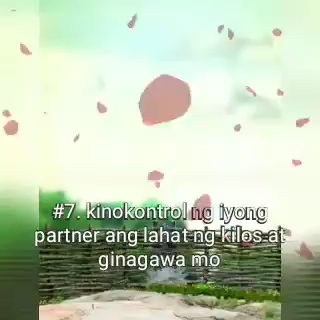 #7. kinokontrol ng iyong
partner ang lahat ng kilos at
ginagawa mo